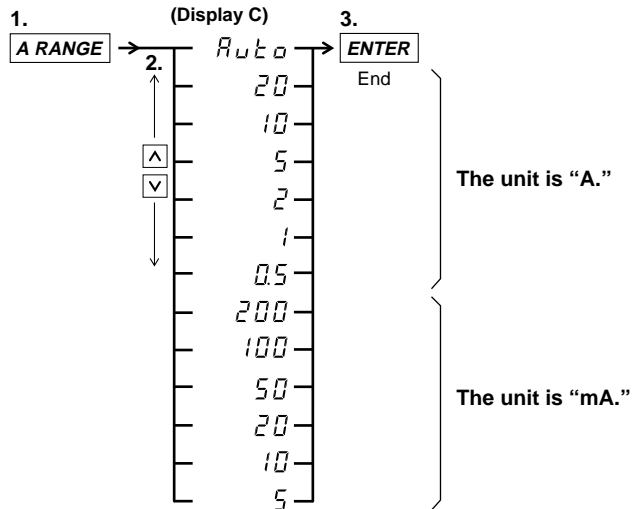 1.
(Display C)
3.
A RANGE
Auto
ENTER
2.
End
20
10
5
2
1
0.5
The unit is “A.”
200
100
50
20
10
5
The unit is “mA.”